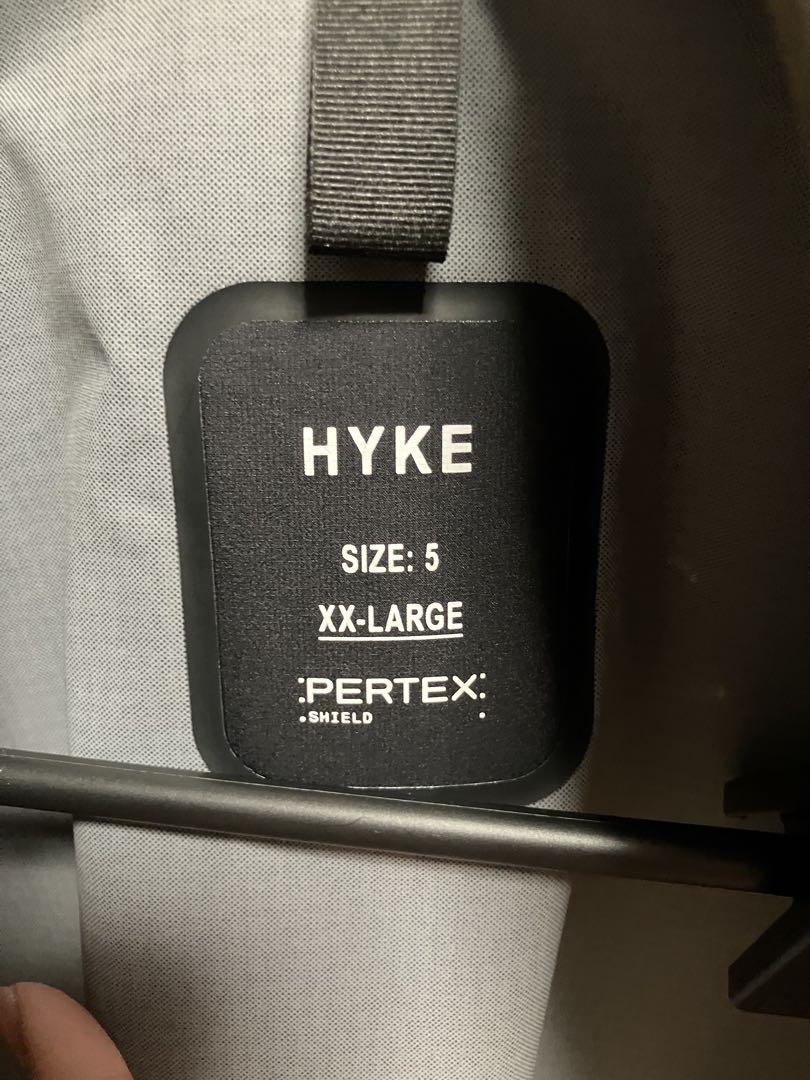 HYKE
SIZE: 5
XX-LARGE
PERTEX
SHIELD